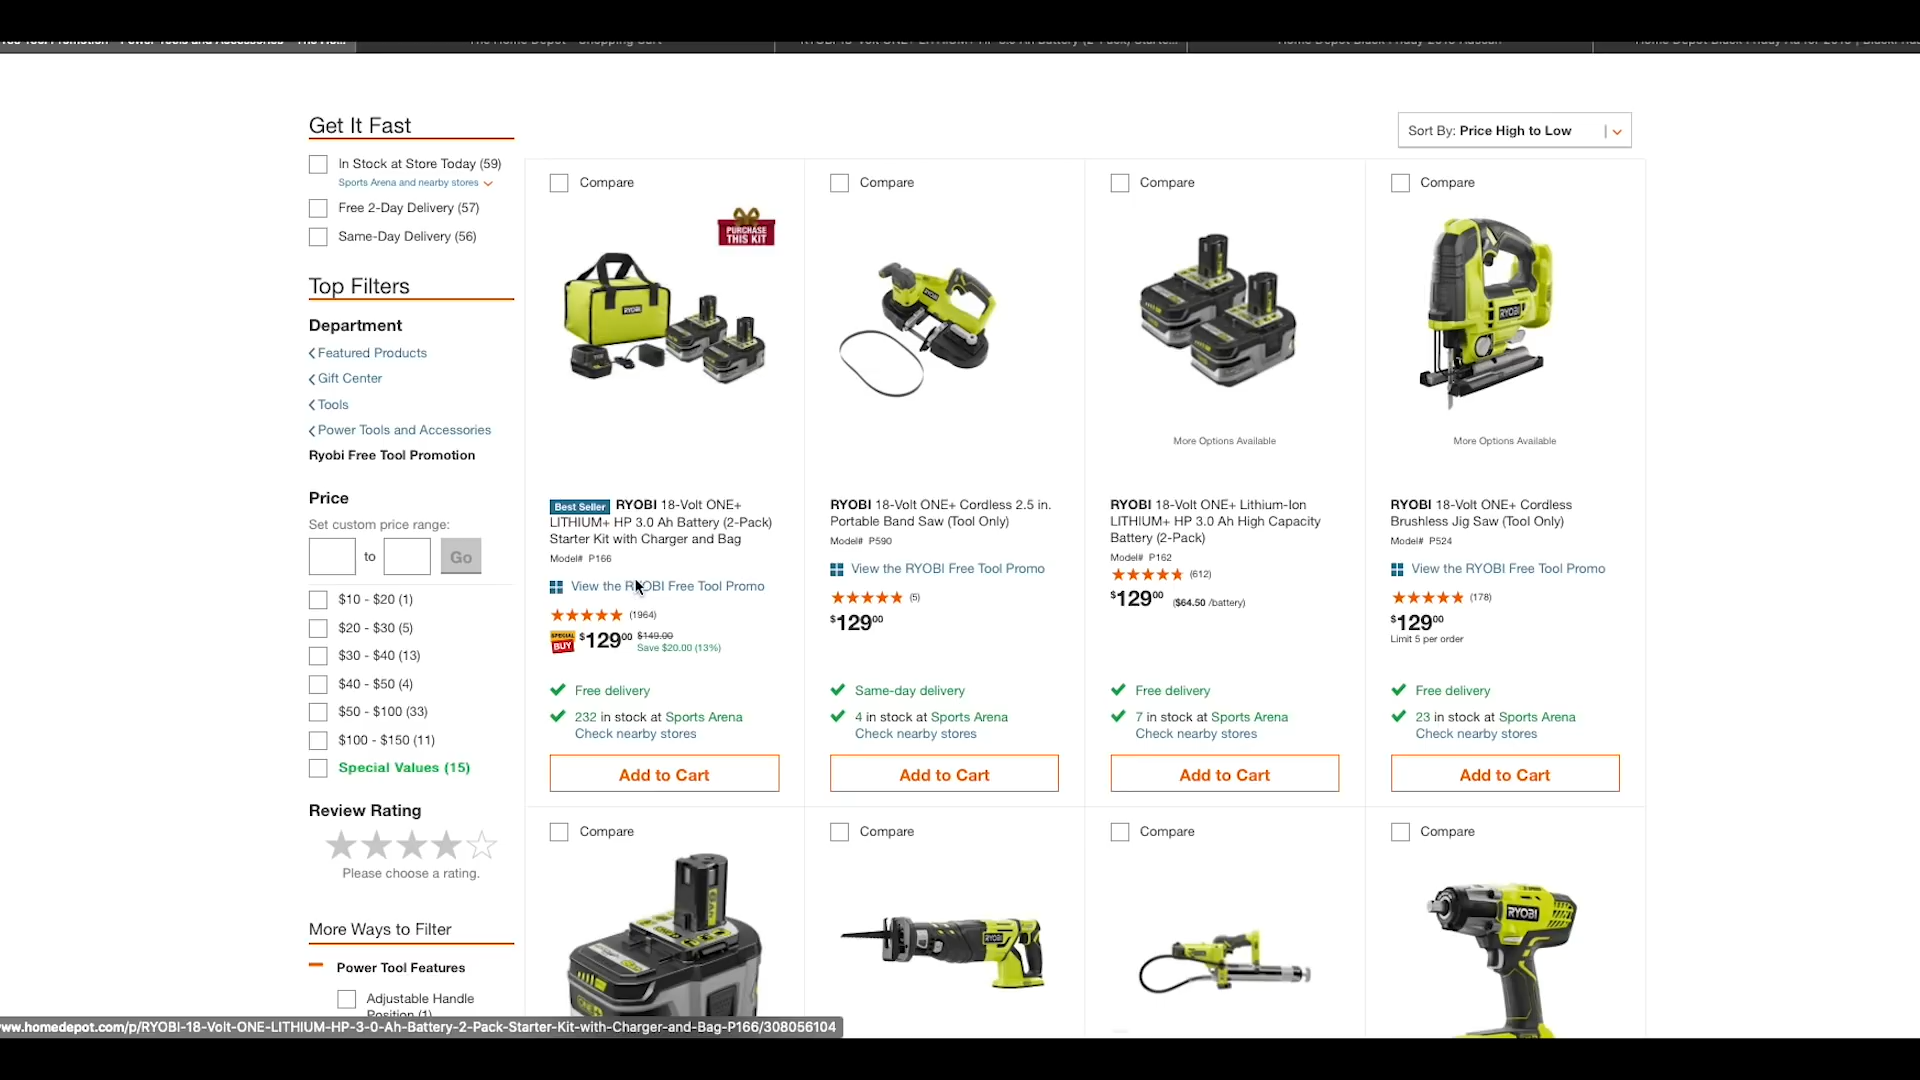 Get It Fast
In Stock at Store Today (59)
Sports Arena and nearby stores
Free 2-Day Delivery (57)
Same-Day Delivery (56)
Top Filters
Department
Featured Products
Gift Center
Tools
Power Tools and Accessories
Ryobi Free Tool Promotion
Price
Set custom price range:
to
Go
$10 - $20 (1)
$20 - $30 (5)
$30 - $40 (13)
$40 - $50 (4)
$50 - $100 (33)
$100 - $150 (11)
Special Values (15)
Review Rating
Please choose a rating.
More Ways to Filter
Power Tool Features
Adjustable Handle
Position (1)
Sort By: Price High to Low
Compare
PURCHASE
THIS KIT
RYOBI
Best Seller RYOBI 18-Volt ONE+
LITHIUM+ HP 3.0 Ah Battery (2-Pack)
Starter Kit with Charger and Bag
Model# P166
View the RYOBI Free Tool Promo
(1964)
SPECIAL
BUY
$12900 $149.00
Save $20.00 (13%)
Free delivery
232 in stock at Sports Arena
Check nearby stores
Add to Cart
Compare
RYOBI
RYOBI 18-Volt ONE+ Cordless 2.5 in.
Portable Band Saw (Tool Only)
Model# P590
View the RYOBI Free Tool Promo
(5)
$12900
Same-day delivery
4 in stock at Sports Arena
Check nearby stores
Add to Cart
Compare
More Options Available
RYOBI 18-Volt ONE+ Lithium-Ion
LITHIUM+ HP 3.0 Ah High Capacity
Battery (2-Pack)
Model# P162
(612)
$12900 ($64.50 /battery)
Free delivery
7 in stock at Sports Arena
Check nearby stores
Add to Cart
Compare
RYOBI
More Options Available
RYOBI 18-Volt ONE+ Cordless
Brushless Jig Saw (Tool Only)
Model# P524
View the RYOBI Free Tool Promo
(178)
$12900
Limit 5 per order
Free delivery
23 in stock at Sports Arena
Check nearby stores
Add to Cart
Compare
Compare
RYOBI
Compare
Compare
RYOBI
ww.homedepot.com/p/RYOBI-18-Volt-ONE-LITHIUM-HP-3-0-Ah-Battery-2-Pack-Starter-Kit-with-Charger-and-Bag-P166/308056104